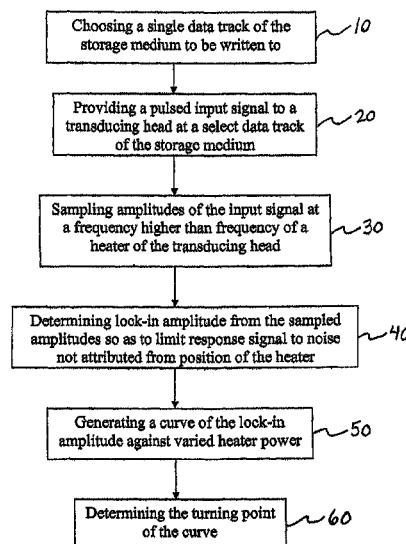 Choosing a single data track of the
storage medium to be written to
10
Providing a pulsed input signal to a
transducing head at a select data track
of the storage medium
20
Sampling amplitudes of the input signal at
a frequency higher than frequency of a
heater of the transducing head
30
Determining lock-in amplitude from the sampled
amplitudes so as to limit response signal to noise
not attributed from position of the heater
40
Generating a curve of the lock-in
amplitude against varied heater power
50
Determining the turning point
of the curve
60